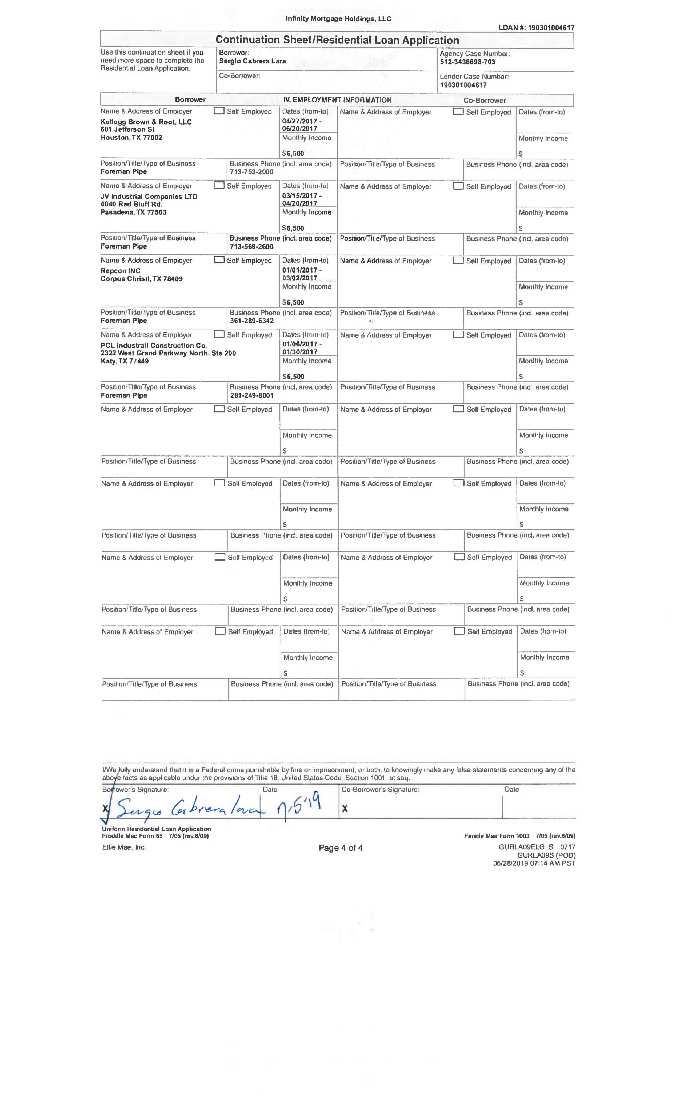 Infinity Mortgage Holdings, LLC
LOAN #: 190301004617
Continuation Sheet/Residential Loan Application
Use this continuation sheet if you need more space to complete the Residential Loan Application.
Borrower:
Sergio Cabrera Lara
Agency Case Number:
512-3438698-703
Co-Borrower:
Lender Case Number:
190301004617
Borrower IV. EMPLOYMENT INFORMATION Co-Borrower
Name & Address of Employer Self Employed Dates (from-to) Name & Address of Employer Self Employed Dates (from-to)
Kellogg Brown & Root, LLC
601 Jefferson St
Houston, TX 77002
04/27/2017 -
06/20/2017
Monthly Income Monthly Income
$6,500 $
Position/Title/Type of Business Business Phone (incl. area code) Position/Title/Type of Business Business Phone (incl. area code)
Foreman Pipe 713-753-2000
Name & Address of Employer Self Employed Dates (from-to) Name & Address of Employer Self Employed Dates (from-to)
JV Industrial Companies LTD
4040 Red Bluff Rd.
Pasadena, TX 77503
03/15/2017 -
04/20/2017
Monthly Income Monthly Income
$6,500 $
Position/Title/Type of Business Business Phone (incl. area code) Position/Title/Type of Business Business Phone (incl. area code)
Foreman Pipe 713-568-2600
Name & Address of Employer Self Employed Dates (from-to) Name & Address of Employer Self Employed Dates (from-to)
Repcon INC
Corpus Christi, TX 78409
01/01/2017 -
03/02/2017
Monthly Income Monthly Income
$6,500 $
Position/Title/Type of Business Business Phone (incl. area code) Position/Title/Type of Business Business Phone (incl. area code)
Foreman Pipe 361-289-6342
Name & Address of Employer Self Employed Dates (from-to) Name & Address of Employer Self Employed Dates (from-to)
PCL Industrail Construction Co.
2322 West Grand Parkway North, Ste 200
Katy, TX 77449
01/04/2017 -
01/30/2017
Monthly Income Monthly Income
$6,500 $
Position/Title/Type of Business Business Phone (incl. area code) Position/Title/Type of Business Business Phone (incl. area code)
Foreman Pipe 281-249-8001
Name & Address of Employer Self Employed Dates (from-to) Name & Address of Employer Self Employed Dates (from-to)
Monthly Income Monthly Income
$ $
Position/Title/Type of Business Business Phone (incl. area code) Position/Title/Type of Business Business Phone (incl. area code)
Name & Address of Employer Self Employed Dates (from-to) Name & Address of Employer Self Employed Dates (from-to)
Monthly Income Monthly Income
$ $
Position/Title/Type of Business Business Phone (incl. area code) Position/Title/Type of Business Business Phone (incl. area code)
Name & Address of Employer Self Employed Dates (from-to) Name & Address of Employer Self Employed Dates (from-to)
Monthly Income Monthly Income
$ $
Position/Title/Type of Business Business Phone (incl. area code) Position/Title/Type of Business Business Phone (incl. area code)
Name & Address of Employer Self Employed Dates (from-to) Name & Address of Employer Self Employed Dates (from-to)
Monthly Income Monthly Income
$ $
Position/Title/Type of Business Business Phone (incl. area code) Position/Title/Type of Business Business Phone (incl. area code)
I/We fully understand that it is a Federal crime punishable by fine or imprisonment, or both, to knowingly make any false statements concerning any of the
above facts as applicable under the provisions of Title 18, United States Code, Section 1001, et seq.
Borrower's Signature: Date Co-Borrower's Signature: Date
X Sergio Cabrera Lara X
Uniform Residential Loan Application
Freddie Mac Form 65 7/05 (rev.6/09) Fannie Mae Form 1003 7/05 (rev.6/09)
Ellie Mae, Inc. Page 4 of 4 GURLA09S (POD)
06/28/2019 07:14 AM PST